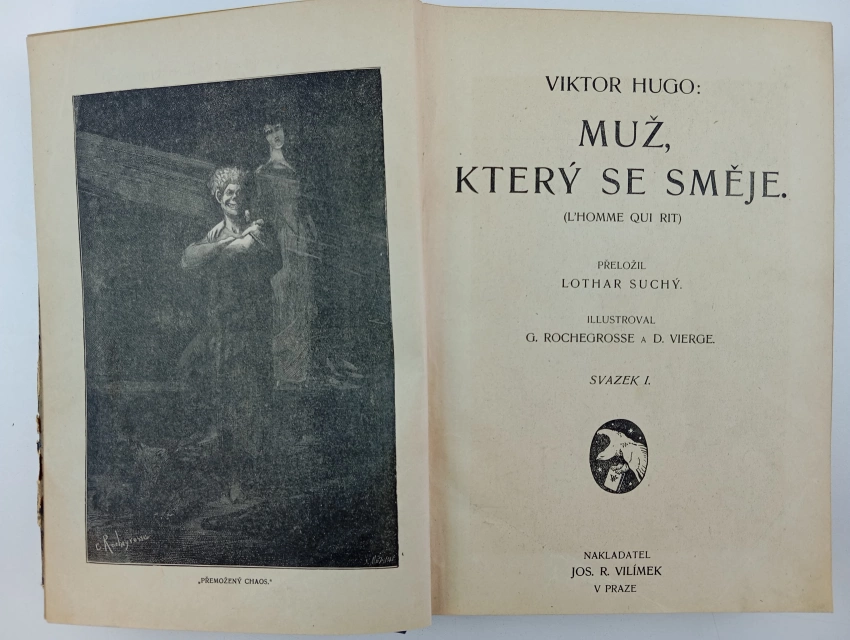 „PŘEMOŽENÝ CHAOS."
VIKTOR HUGO:
MUŽ,
KTERÝ SE SMĚJE.
(L'HOMME QUI RIT)
PŘELOŽIL
LOTHAR SUCHÝ.
ILLUSTROVAL
G. ROCHEGROSSE A D. VIERGE.
SVAZEK I.
NAKLADATEL
JOS. R. VILÍMEK
V PRAZE